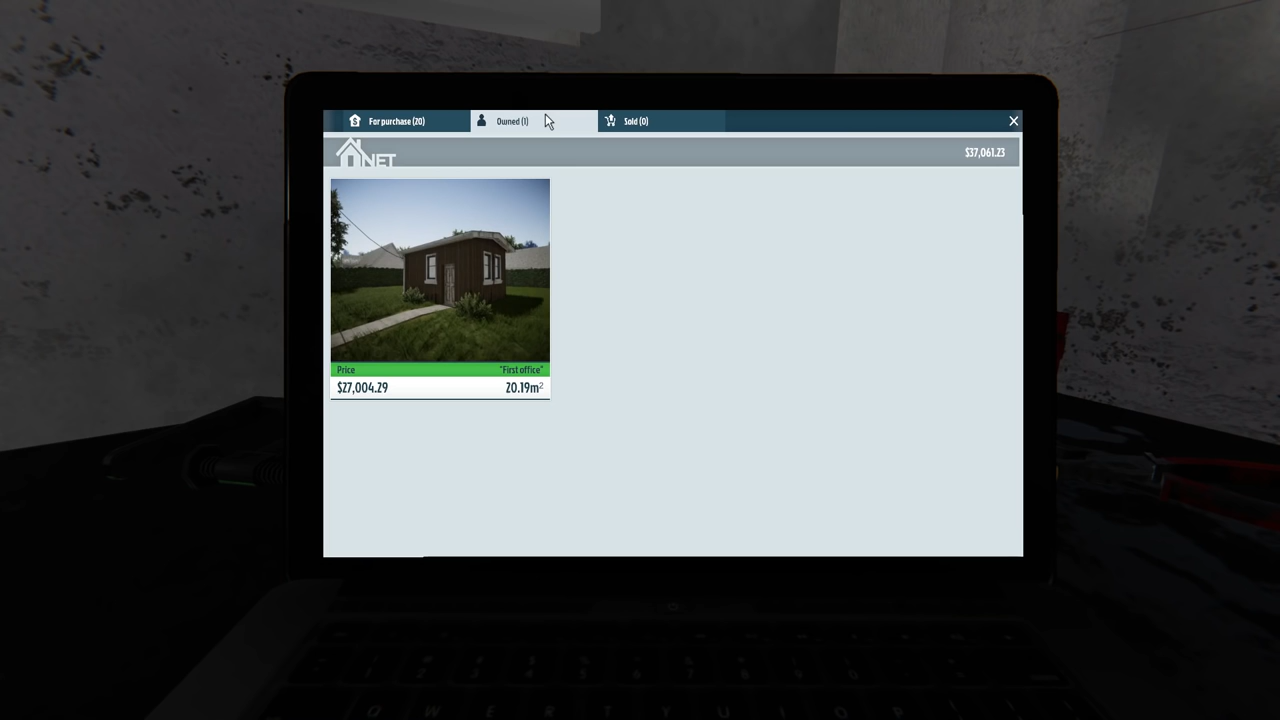 For purchase (20)
Owned (1)
Sold (0)
NET
$37,061.23
Price
"First office"
$27,004.29
20.19m²
Q W E R T Y U I O P